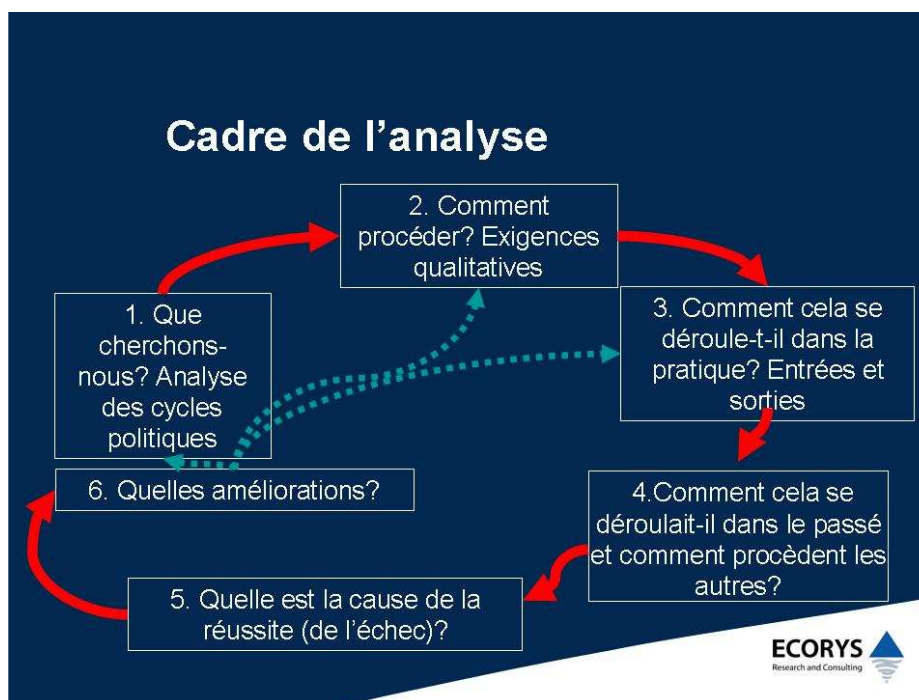 Cadre de l'analyse
2. Comment
procéder? Exigences
qualitatives
1. Que
cherchons-
nous? Analyse
des cycles
politiques
3. Comment cela se
déroule-t-il dans la
pratique? Entrées et
sorties
6. Quelles améliorations?
4.Comment cela se
déroulait-il dans le passé
et comment procèdent les
autres?
5. Quelle est la cause de la
réussite (de l'échec)?
ECORYS
Research and Consulting